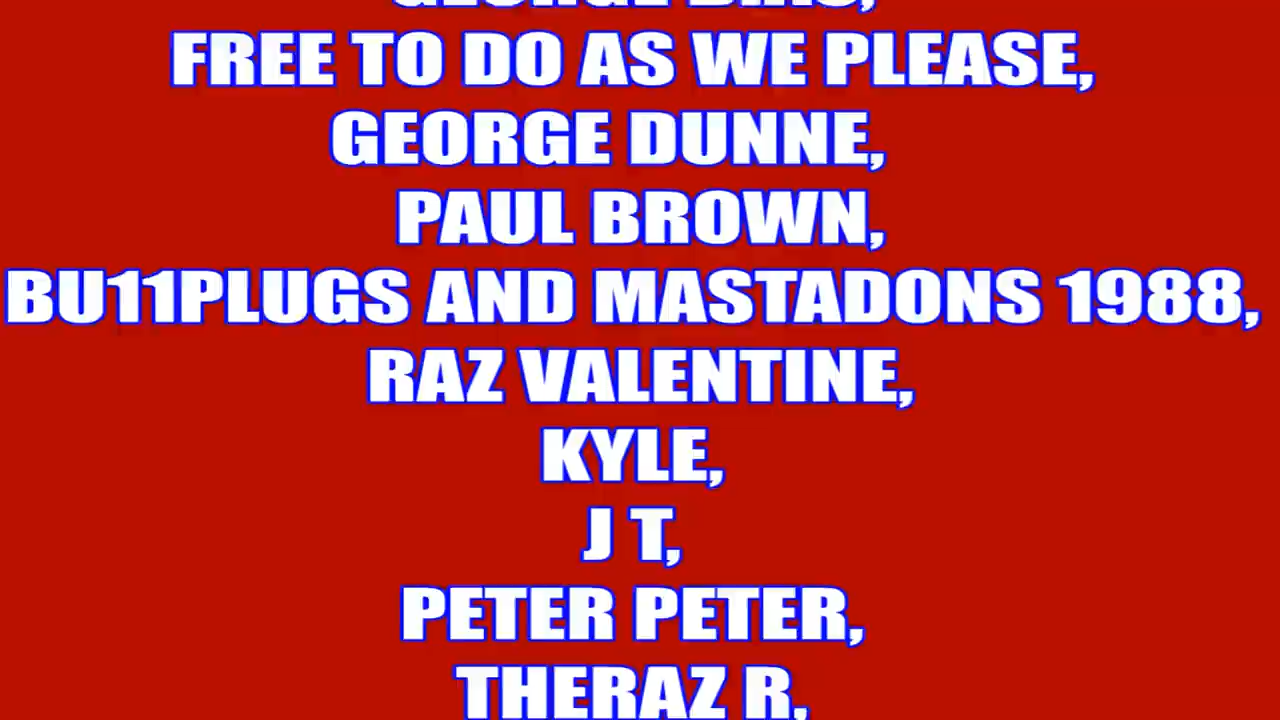 GEORGE
FREE TO DO AS WE PLEASE,
GEORGE DUNNE,
PAUL BROWN,
BU11PLUGS AND MASTADONS 1988,
RAZ VALENTINE,
KYLE,
J T,
PETER PETER,
THERAZ R,